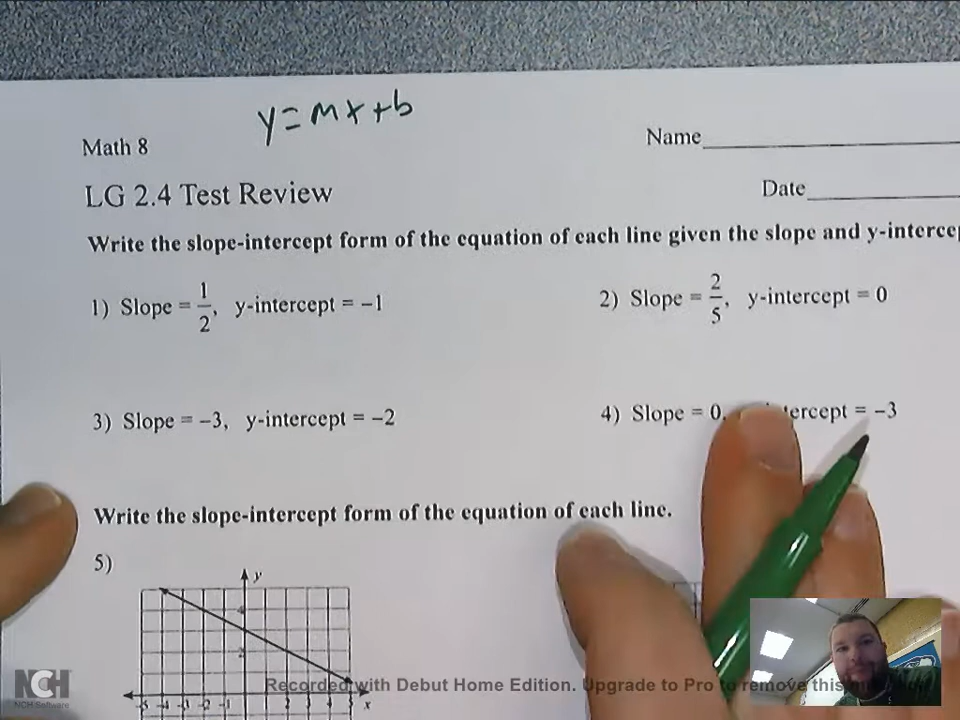 y=mx+b
Math 8
Name
LG 2.4 Test Review
Date
Write the slope-intercept form of the equation of each line given the slope and
1) Slope = 1/2, y-intercept = −1
2) Slope = 2/5, y-intercept = 0
3) Slope = −3, y-intercept = −2
4) Slope = 0, = −3
Write the slope-intercept form of the equation of each line.
5)
y
x
NCH
NCH Software
Recorded with Debut Home Edition. Upgrade to Pro to remove this